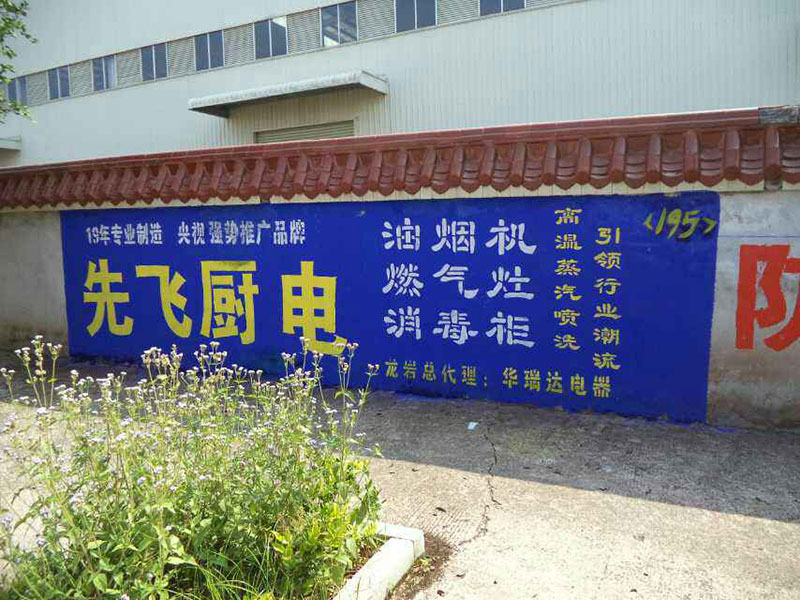 19年专业制造 央视强势推广品牌
先飞厨电
油烟机
燃气灶
消毒柜
高温蒸汽喷洗
引领行业潮流
<195>
龙岩总代理：华瑞达电器
防